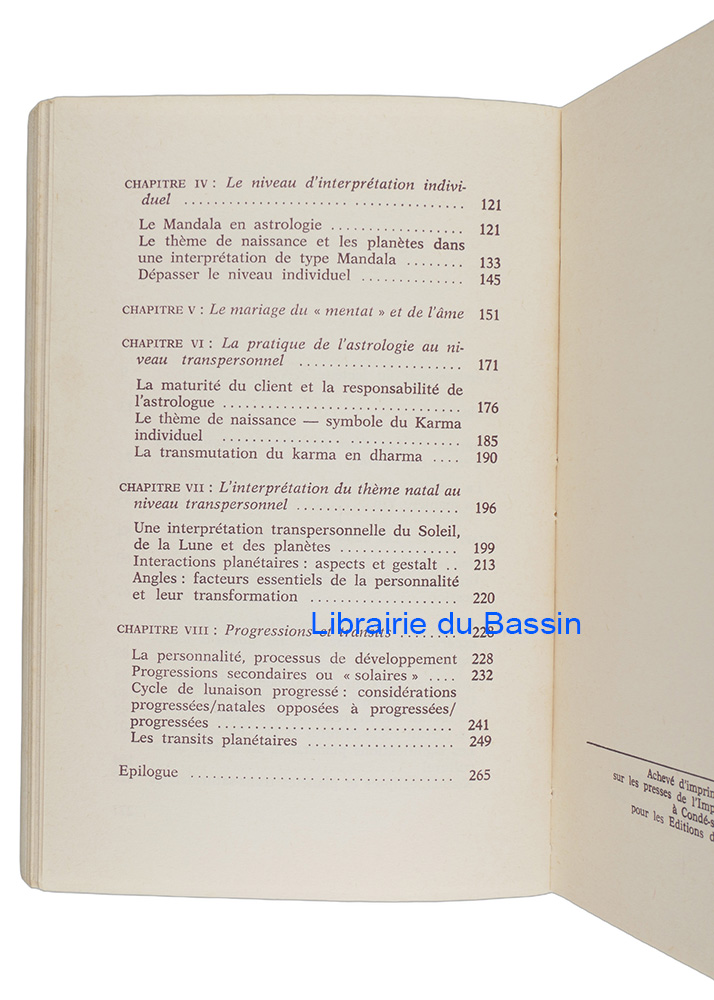 CHAPITRE IV : Le niveau d'interprétation indivi-
duel ........................................ 121
Le Mandala en astrologie .................. 121
Le thème de naissance et les planètes dans
une interprétation de type Mandala ........ 133
Dépasser le niveau individuel .............. 145
CHAPITRE V : Le mariage du « mentat » et de l'âme 151
CHAPITRE VI : La pratique de l'astrologie au ni-
veau transpersonnel ...................... 171
La maturité du client et la responsabilité de
l'astrologue ................................ 176
Le thème de naissance — symbole du Karma
individuel .............................. 185
La transmutation du karma en dharma .... 190
CHAPITRE VII : L'interprétation du thème natal au
niveau transpersonnel ...................... 196
Une interprétation transpersonnelle du Soleil,
de la Lune et des planètes ................ 199
Interactions planétaires : aspects et gestalt .. 213
Angles : facteurs essentiels de la personnalité
et leur transformation .................... 220
CHAPITRE VIII : Progressions et transits ........ 228
Librairie du Bassin
La personnalité, processus de développement 228
Progressions secondaires ou « solaires » .... 232
Cycle de lunaison progressé : considérations
progressées/natales opposées à progressées/
progressées ............................ 241
Les transits planétaires .................... 249
Epilogue .................................... 265
Achevé d'imprim
sur les presses de l'Imp
à Condé-s
pour les Editions d